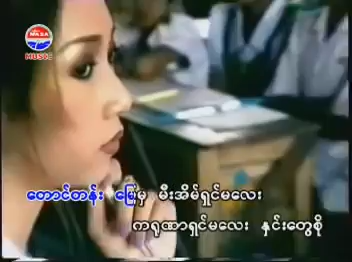 MRSA
MUSIC
တောင်တန်း မြေမှ မီးအိမ်ရှင်မလေး
ကရုဏာရှင်မလေး နှင်းတွေစို